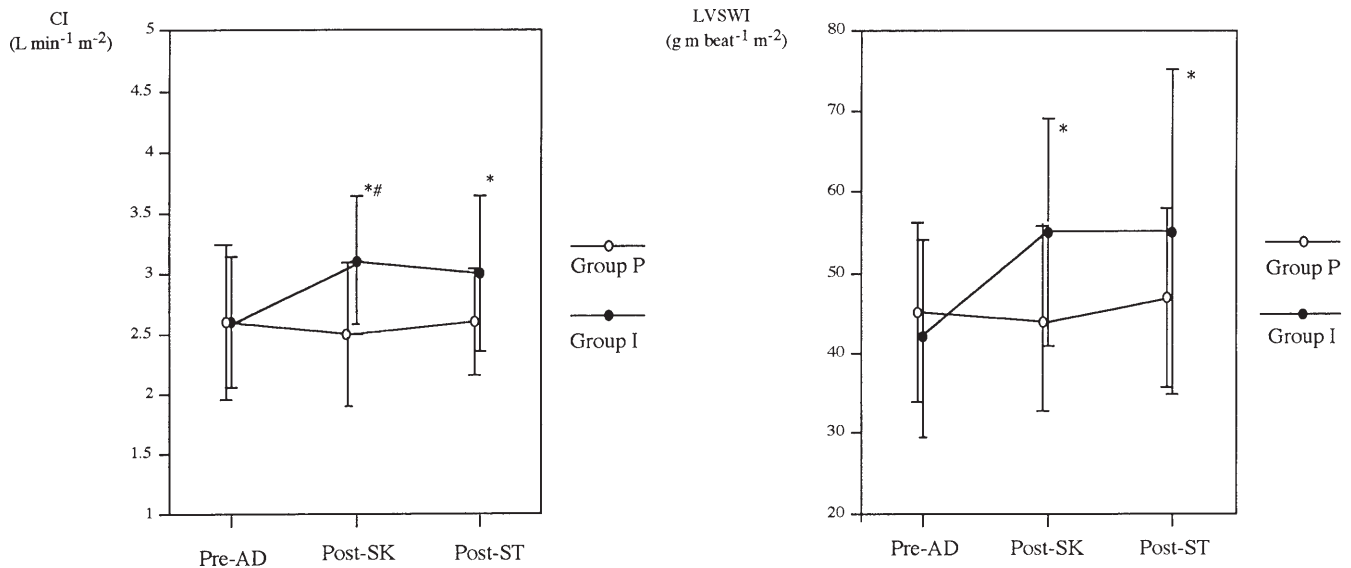 CI
(L min⁻¹ m⁻²)
5
4.5
4
3.5
3
2.5
2
1.5
1
*#
*
Pre-AD
Post-SK
Post-ST
Group P
Group I
LVSWI
(g m beat⁻¹ m⁻²)
80
70
60
50
40
30
20
*
*
Pre-AD
Post-SK
Post-ST
Group P
Group I